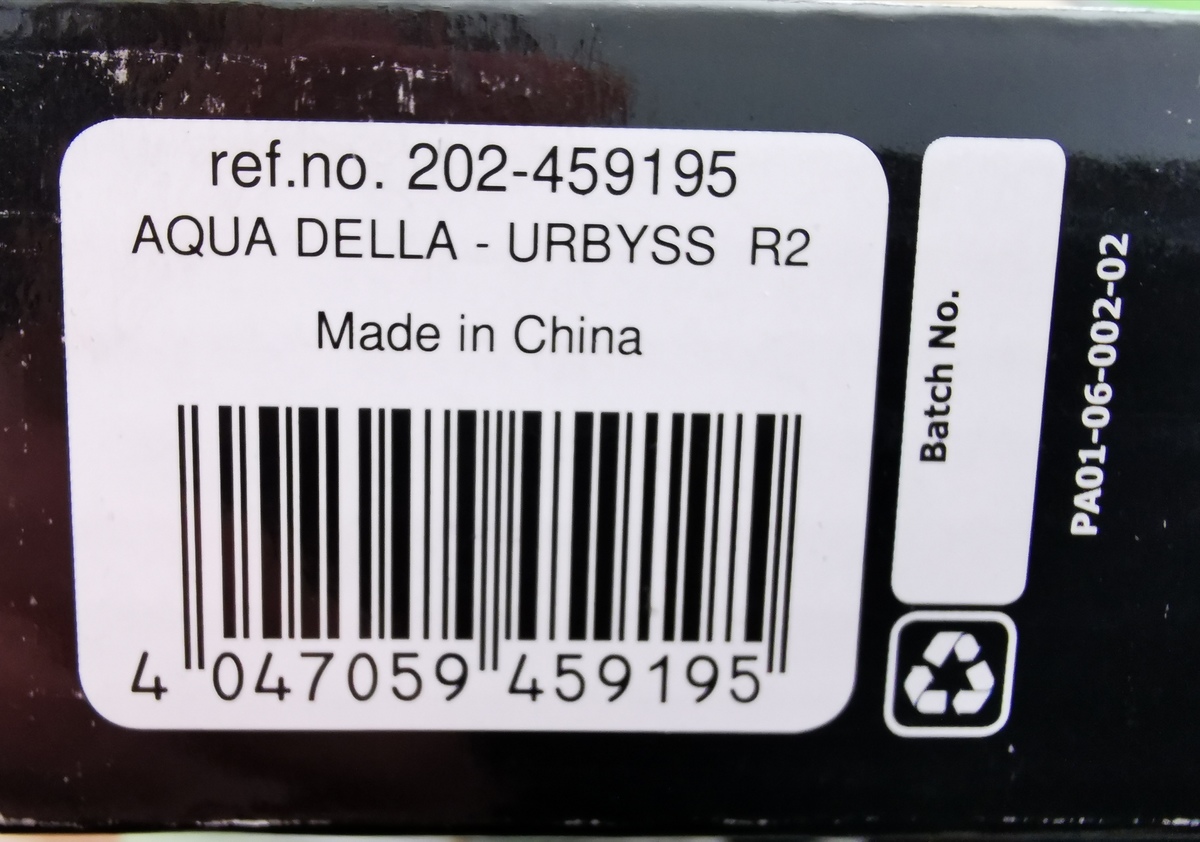 ref.no. 202-459195
AQUA DELLA - URBYSS R2
Made in China
4 047059 459195
Batch No.
PA01-06-002-02